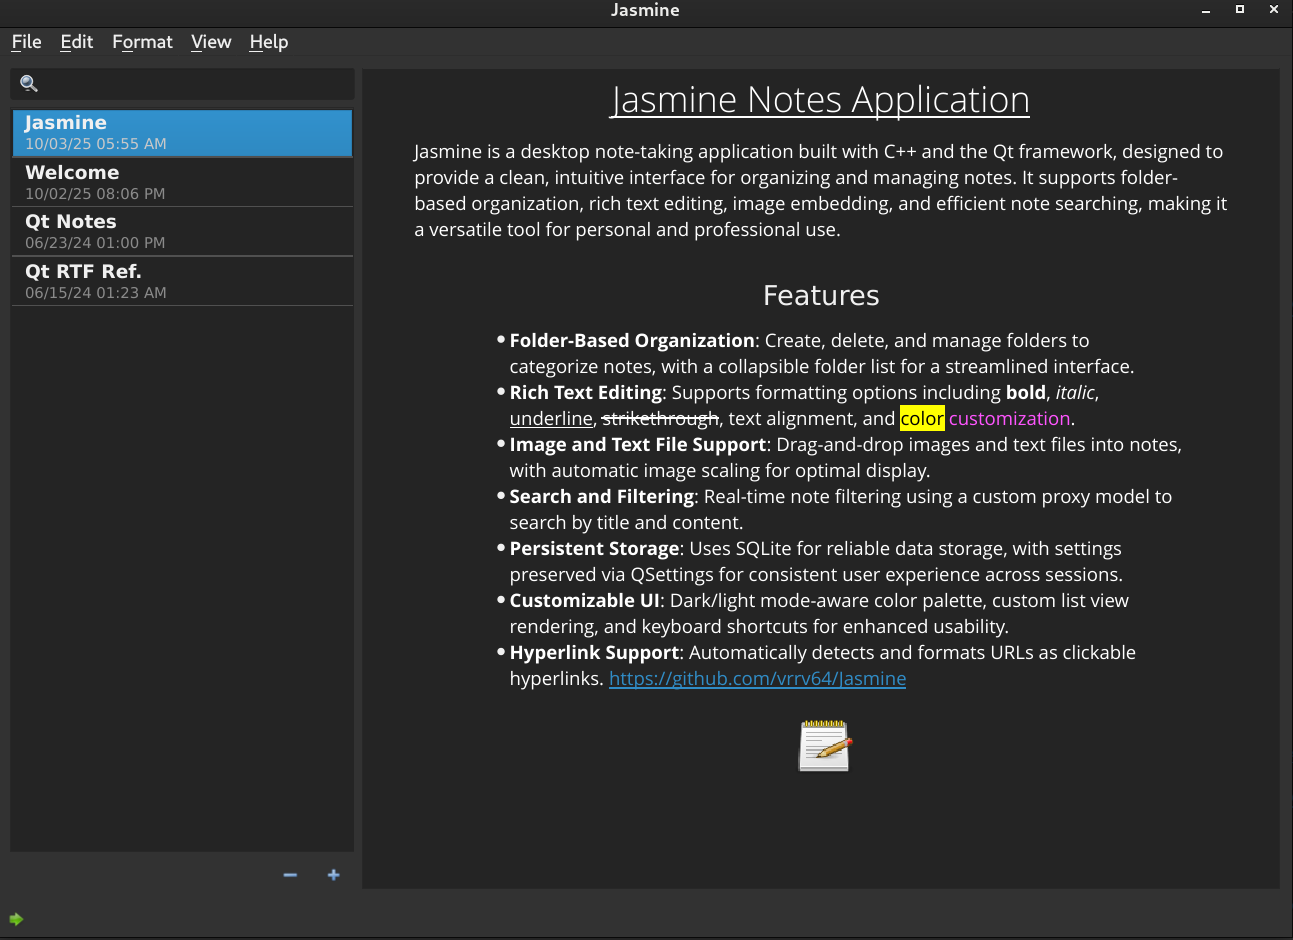 Jasmine
File Edit Format View Help
Jasmine
10/03/25 05:55 AM
Welcome
10/02/25 08:06 PM
Qt Notes
06/23/24 01:00 PM
Qt RTF Ref.
06/15/24 01:23 AM
Jasmine Notes Application
Jasmine is a desktop note-taking application built with C++ and the Qt framework, designed to
provide a clean, intuitive interface for organizing and managing notes. It supports folder-
based organization, rich text editing, image embedding, and efficient note searching, making it
a versatile tool for personal and professional use.
Features
• Folder-Based Organization: Create, delete, and manage folders to
categorize notes, with a collapsible folder list for a streamlined interface.
• Rich Text Editing: Supports formatting options including bold, italic,
underline, strikethrough, text alignment, and color customization.
• Image and Text File Support: Drag-and-drop images and text files into notes,
with automatic image scaling for optimal display.
• Search and Filtering: Real-time note filtering using a custom proxy model to
search by title and content.
• Persistent Storage: Uses SQLite for reliable data storage, with settings
preserved via QSettings for consistent user experience across sessions.
• Customizable UI: Dark/light mode-aware color palette, custom list view
rendering, and keyboard shortcuts for enhanced usability.
• Hyperlink Support: Automatically detects and formats URLs as clickable
hyperlinks. https://github.com/vrrv64/Jasmine